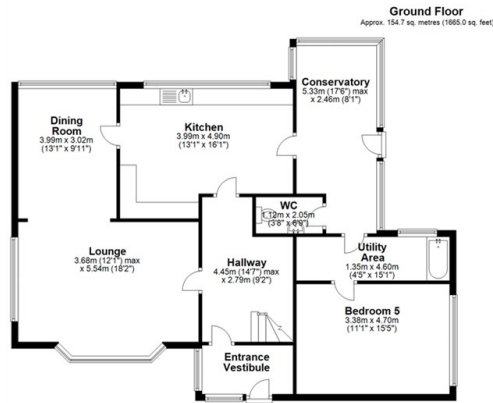 Ground Floor
Approx. 154.7 sq. metres (1665.0 sq. feet)
Conservatory
5.33m (17'6") max
x 2.46m (8'1")
Dining
Room
3.99m x 3.02m
(13'1" x 9'11")
Kitchen
3.99m x 4.90m
(13'1" x 16'1")
WC
1.12m x 2.05m
(3'8" x 6'9")
Lounge
3.68m (12'1") max
x 5.54m (18'2")
Hallway
4.45m (14'7") max
x 2.79m (9'2")
Utility
Area
1.35m x 4.60m
(4'5" x 15'1")
Bedroom 5
3.38m x 4.70m
(11'1" x 15'5")
Entrance
Vestibule